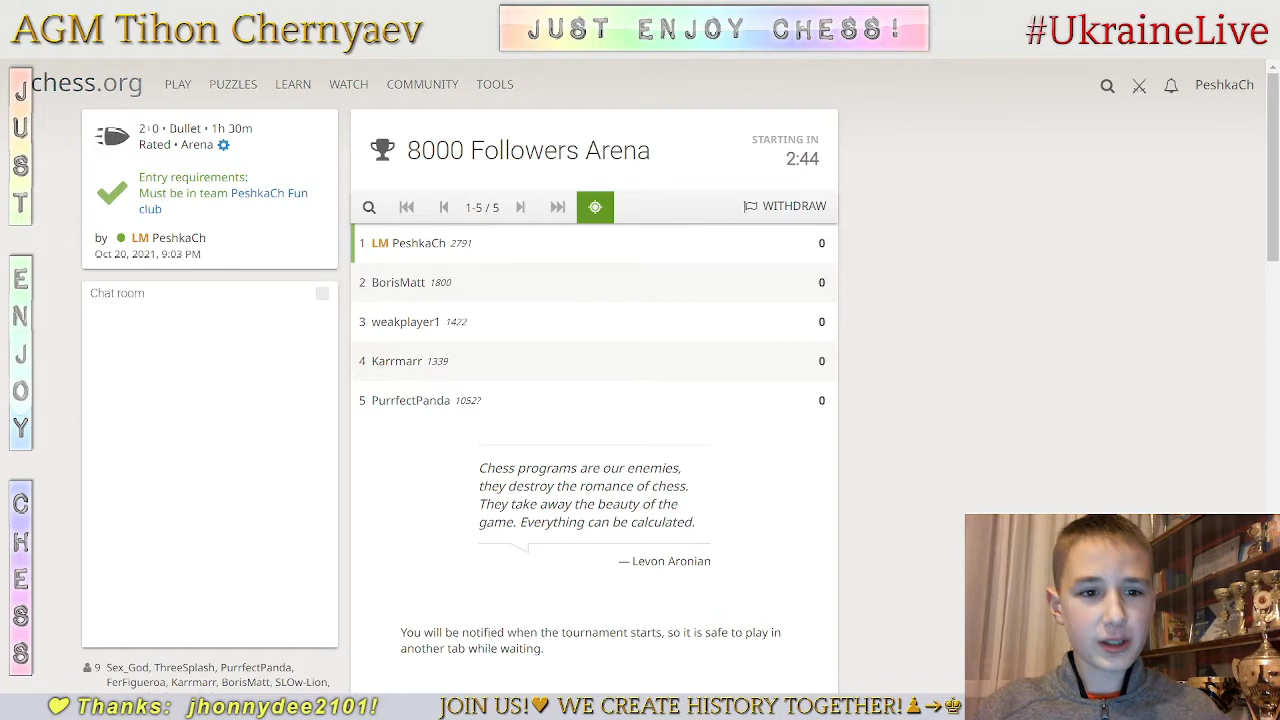 AGM Tihon Chernyaev
JUST ENJOY CHESS!
#UkraineLive
JUST
ENJOY
CHESS
chess.org
PLAY PUZZLES LEARN WATCH COMMUNITY TOOLS
PeshkaCh
2+0 • Bullet • 1h 30m
Rated • Arena
Entry requirements:
Must be in team PeshkaCh Fun
club
by LM PeshkaCh
Oct 20, 2021, 9:03 PM
Chat room
9 Sex_God, ThreeSplash, PurrfectPanda,
FerFigueroa, Karrmarr, BorisMatt, SLOw-Lion,
8000 Followers Arena
STARTING IN
2:44
1-5 / 5
WITHDRAW
1 LM PeshkaCh 2791 0
2 BorisMatt 1800 0
3 weakplayer1 1422 0
4 Karrmarr 1339 0
5 PurrfectPanda 1052? 0
Chess programs are our enemies,
they destroy the romance of chess.
They take away the beauty of the
game. Everything can be calculated.
— Levon Aronian
You will be notified when the tournament starts, so it is safe to play in
another tab while waiting.
Thanks: jhonnydee2101!
JOIN US! WE CREATE HISTORY TOGETHER!